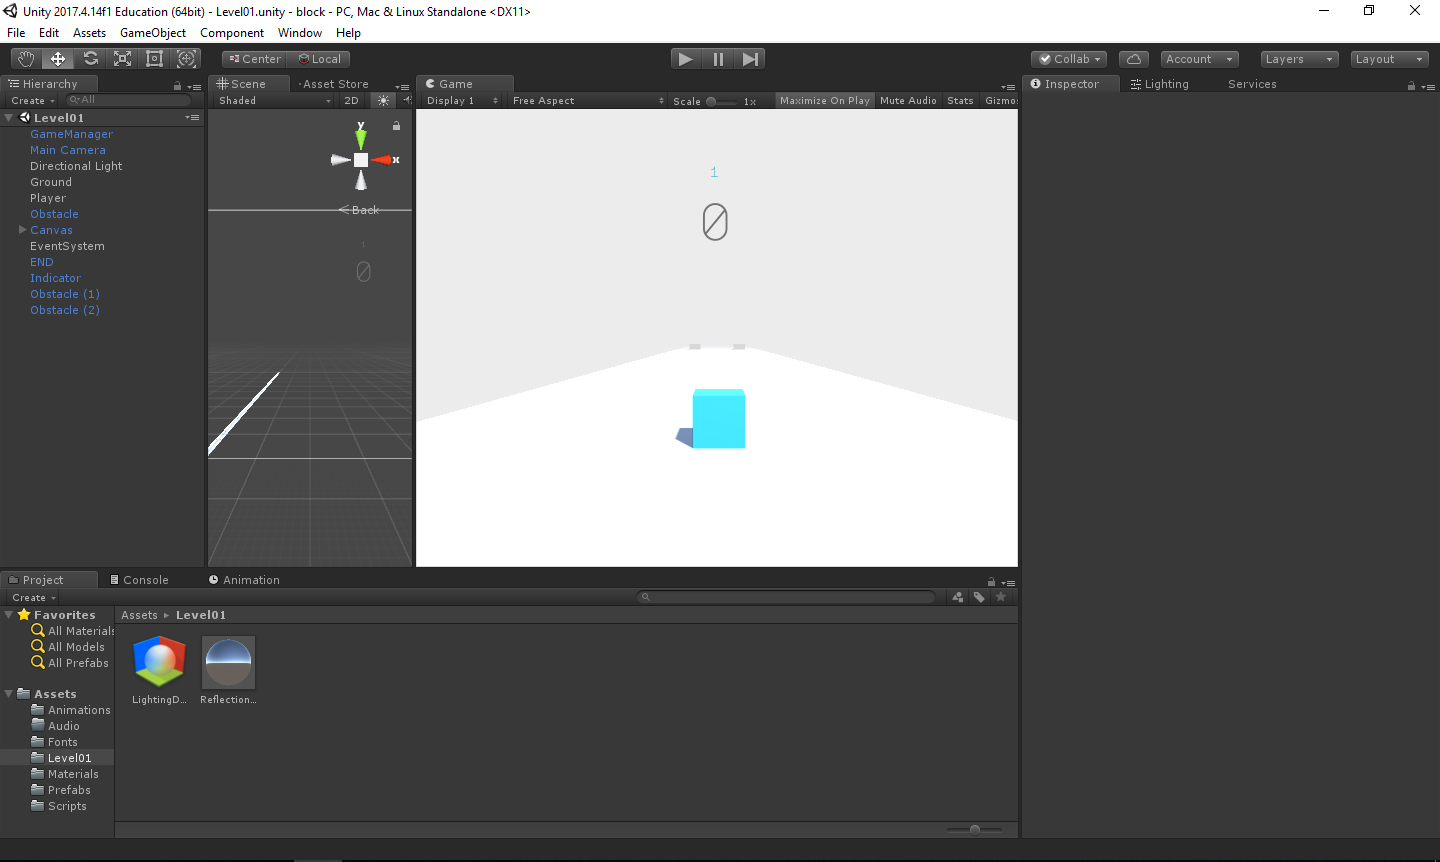 Unity 2017.4.14f1 Education (64bit) - Level01.unity - block - PC, Mac & Linux Standalone <DX11>
File Edit Assets GameObject Component Window Help
Center Local Collab Account Layers Layout
Hierarchy
Create All
Level01
GameManager
Main Camera
Directional Light
Ground
Player
Obstacle
Canvas
EventSystem
END
Indicator
Obstacle (1)
Obstacle (2)
Scene Asset Store
Shaded 2D
y
x
Back
1
0
Game
Display 1 Free Aspect Scale 1x Maximize On Play Mute Audio Stats Gizmos
1
0
Inspector Lighting Services
Project Console Animation
Create
Favorites
All Materials
All Models
All Prefabs
Assets
Animations
Audio
Fonts
Level01
Materials
Prefabs
Scripts
Assets ▸ Level01
LightingD... Reflection...